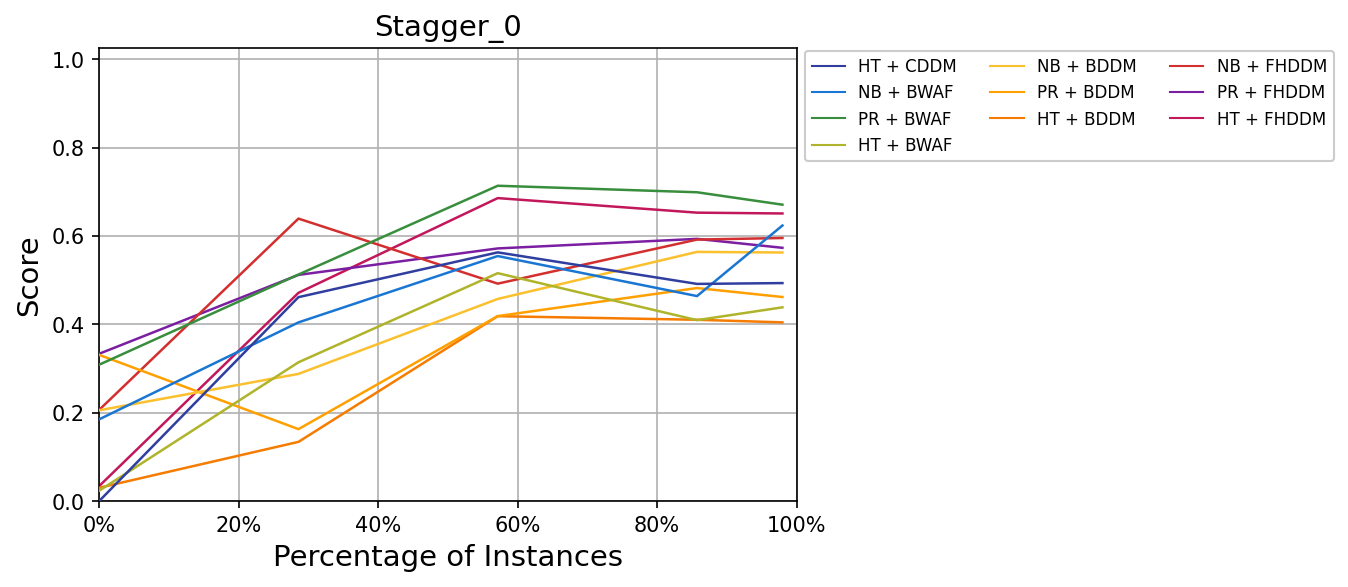 Stagger_0
Score
1.0
0.8
0.6
0.4
0.2
0.0
0%
20%
40%
60%
80%
100%
Percentage of Instances
HT + CDDM
NB + BWAF
PR + BWAF
HT + BWAF
NB + BDDM
PR + BDDM
HT + BDDM
NB + FHDDM
PR + FHDDM
HT + FHDDM